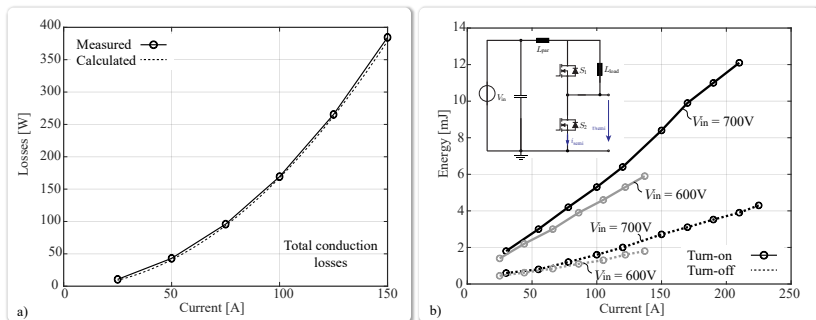 400
350
300
250
200
150
100
50
0
Losses [W]
Measured
Calculated
Total conduction
losses
0
50
100
150
Current [A]
a)
14
12
10
8
6
4
2
0
Energy [mJ]
Lpar
S1
Lload
Vin
S2
Vin = 700V
Vin = 600V
Vin = 700V
Vin = 600V
Turn-on
Turn-off
0
50
100
150
200
250
Current [A]
b)